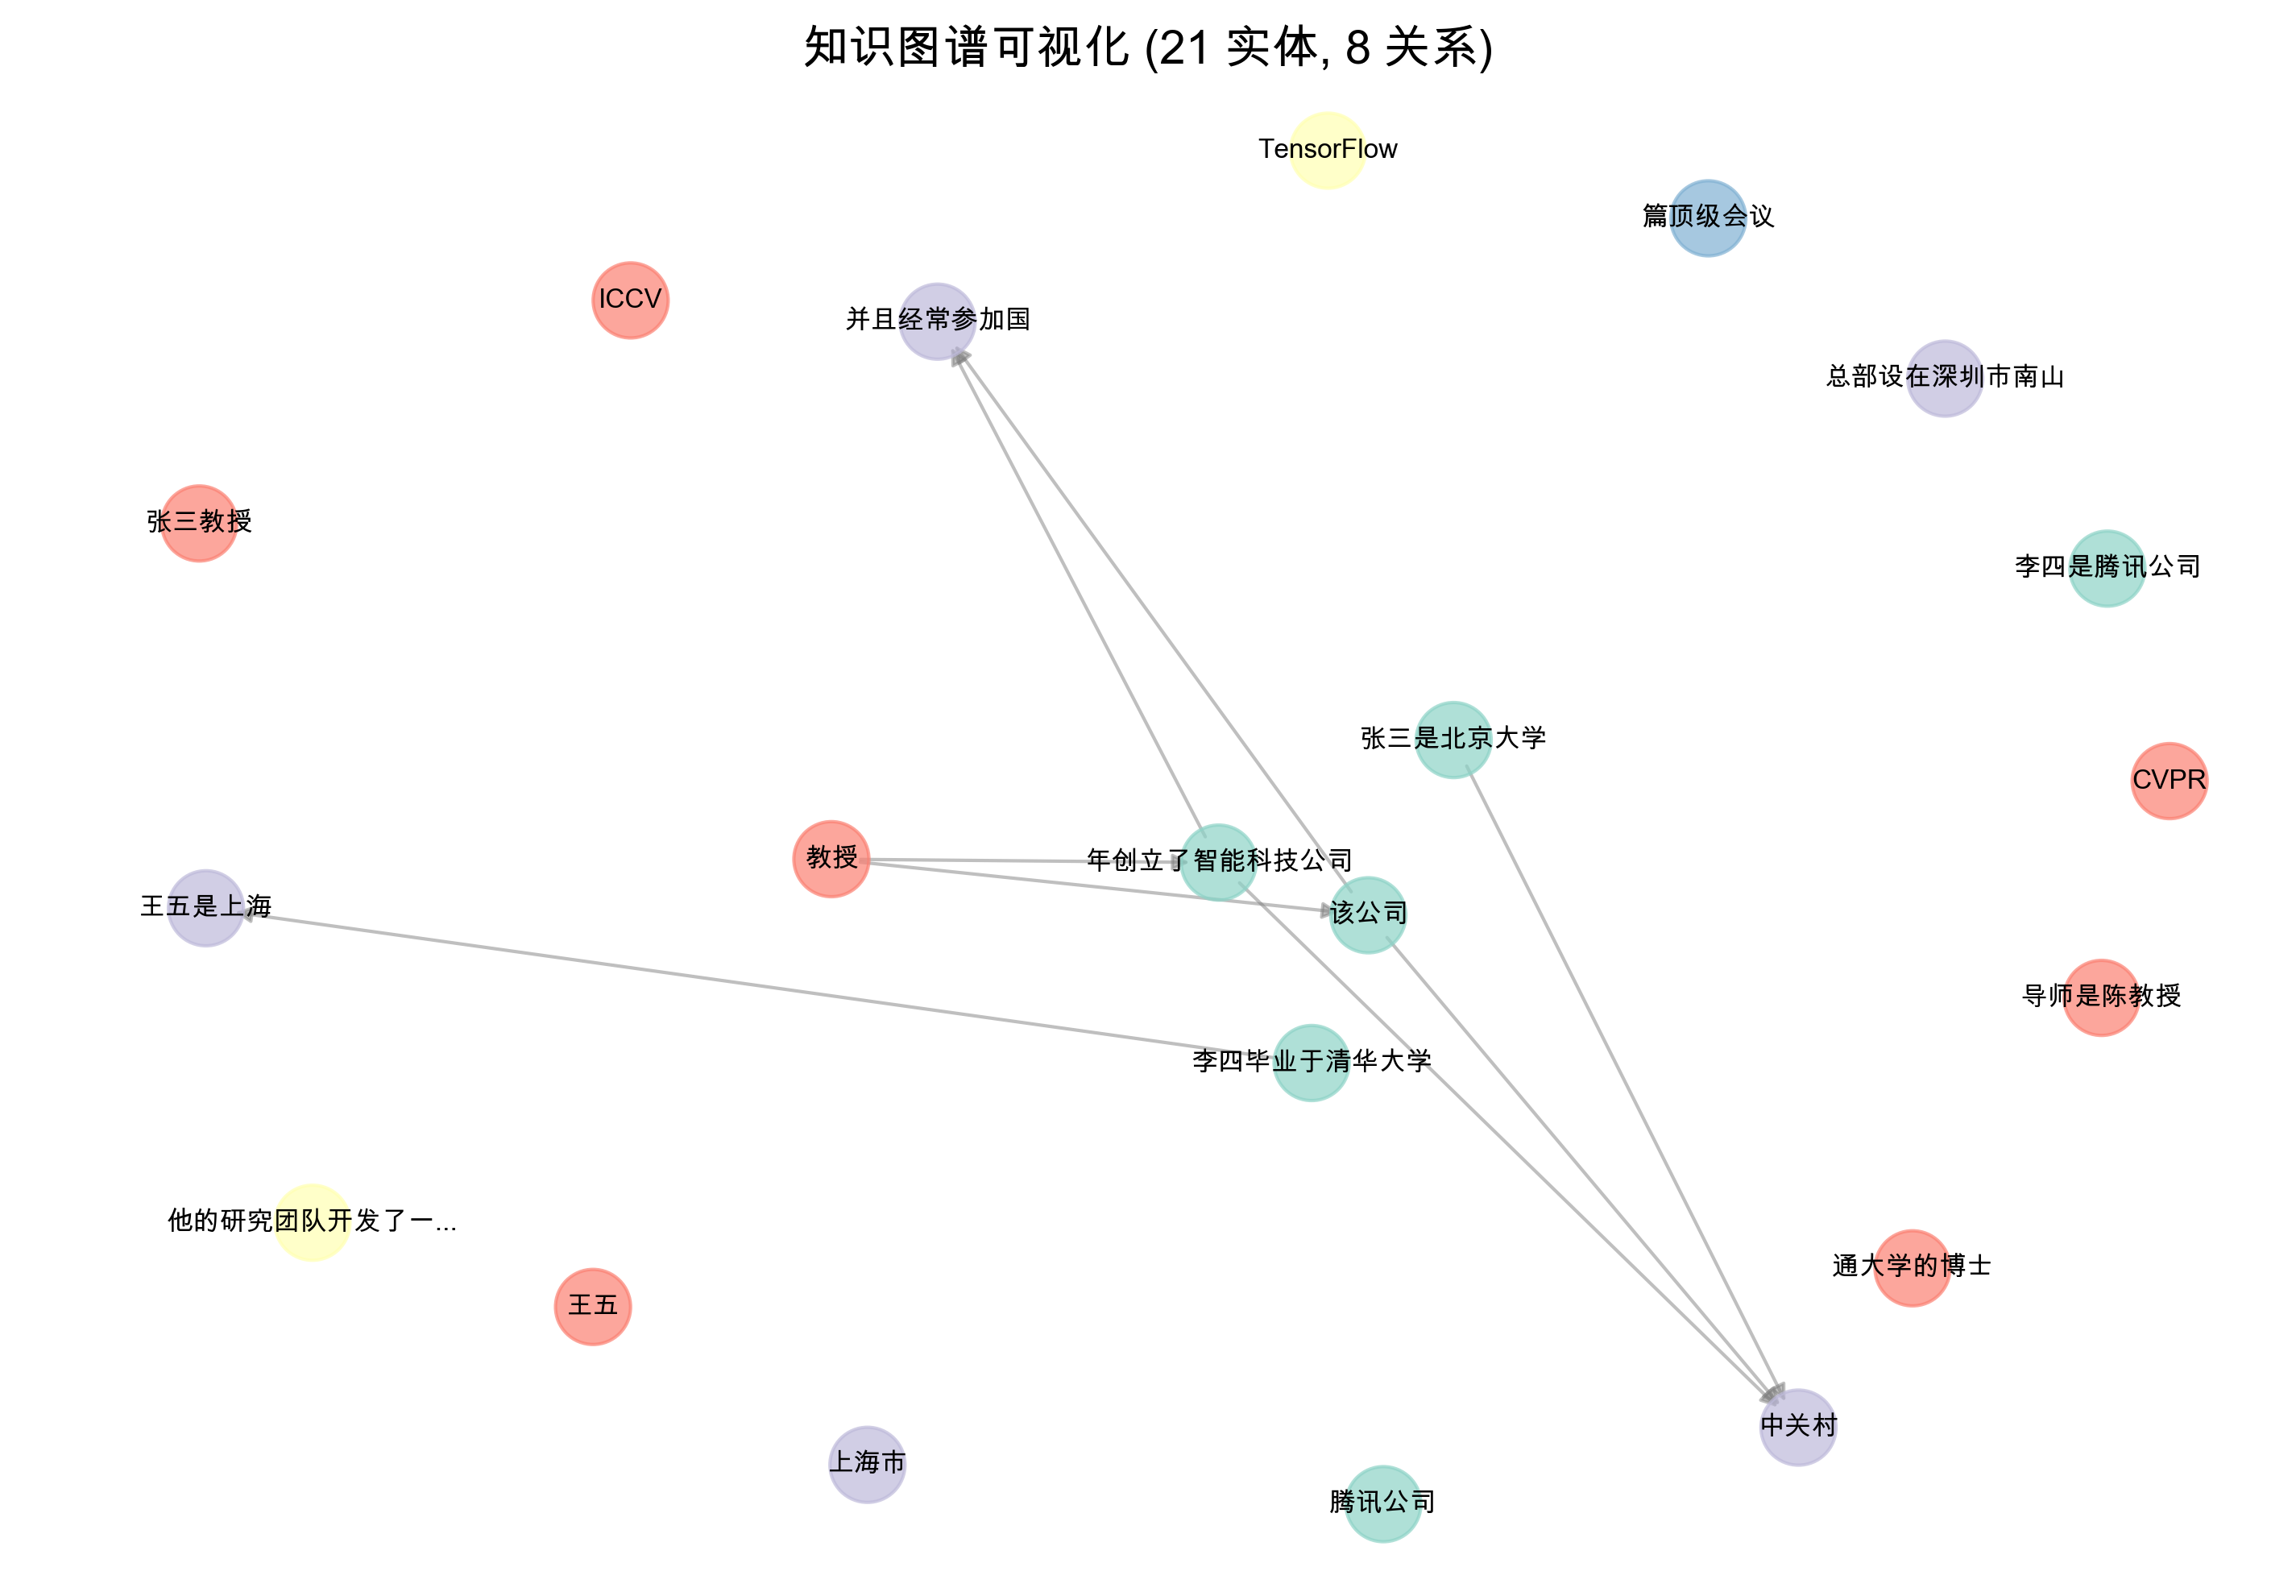 知识图谱可视化 (21 实体, 8 关系)
TensorFlow
篇顶级会议
ICCV
并且经常参加国
总部设在深圳市南山
张三教授
李四是腾讯公司
张三是北京大学
CVPR
教授
年创立了智能科技公司
王五是上海
该公司
导师是陈教授
李四毕业于清华大学
他的研究团队开发了一...
通大学的博士
王五
中关村
上海市
腾讯公司